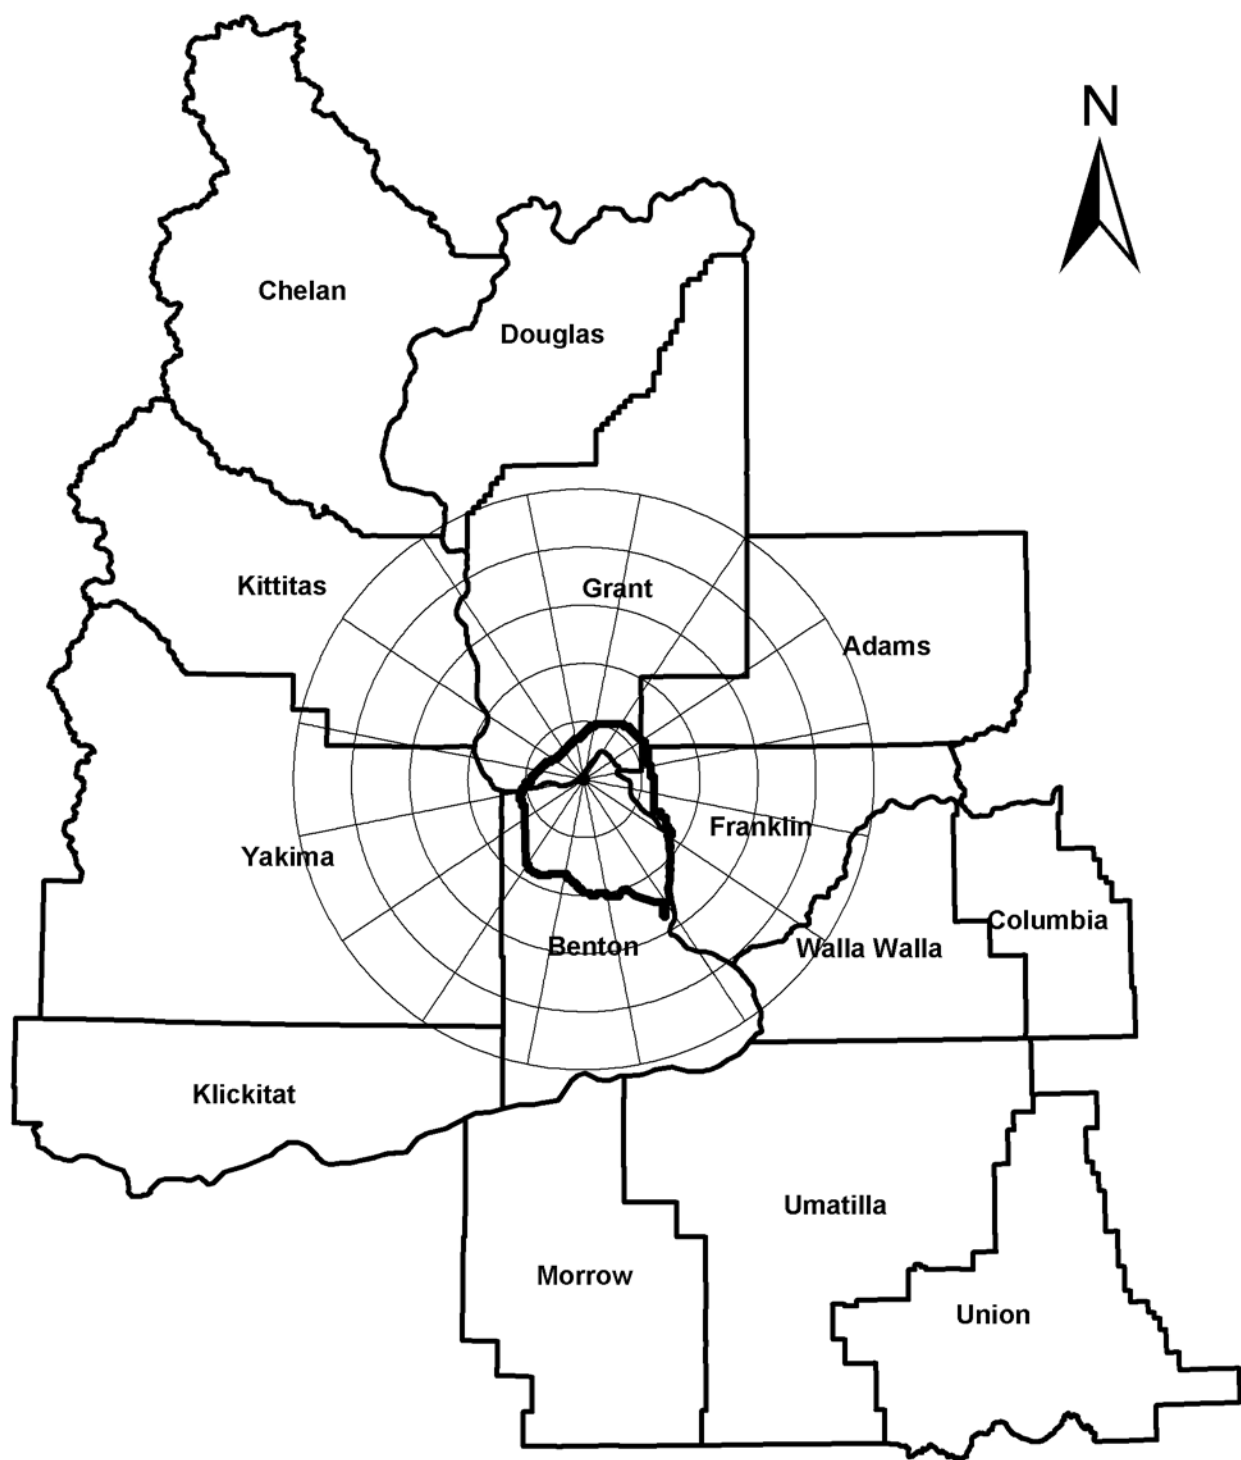 N
Chelan
Douglas
Kittitas
Grant
Adams
Yakima
Franklin
Benton
Walla Walla
Columbia
Klickitat
Umatilla
Morrow
Union